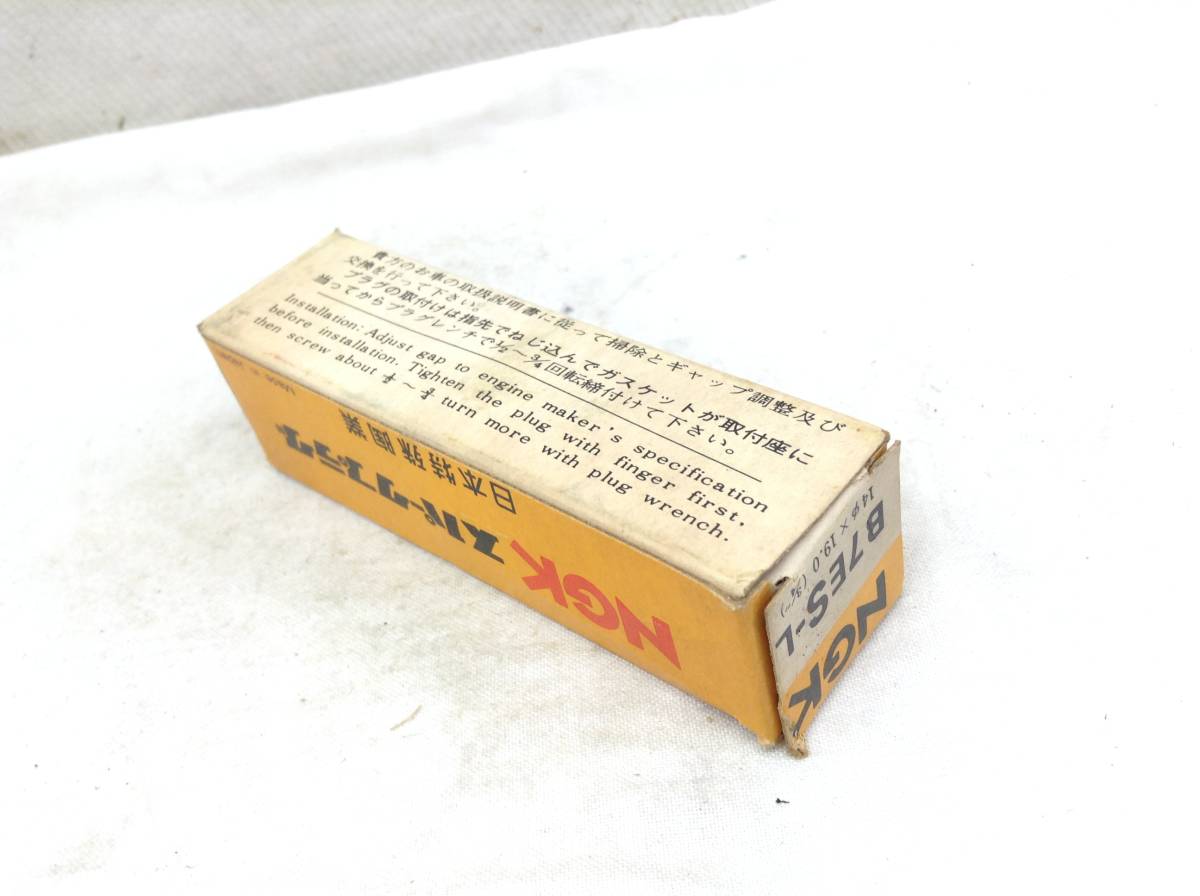 貴方のお車の取扱説明書に従って掃除とギャップ調整及び
交換を行って下さい。
プラグの取付けは指先でねじ込んでガスケットが取付座に
当ってからプラグレンチで½～¾回転締付けて下さい。
Installation: Adjust gap to engine maker's specification
before installation. Tighten the plug with finger first,
then screw about ½～¾ turn more with plug wrench.
NGK スパークプラグ
日本特殊陶業
NGK
B7ES-L
14φ × 19.0 (¾")